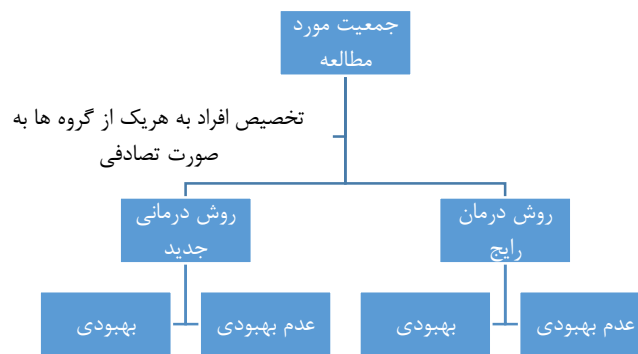 جمعیت مورد
مطالعه
تخصیص افراد به هریک از گروه ها به
صورت تصادفی
روش درمان
رایج
روش درمانی
جدید
عدم بهبودی
بهبودی
عدم بهبودی
بهبودی